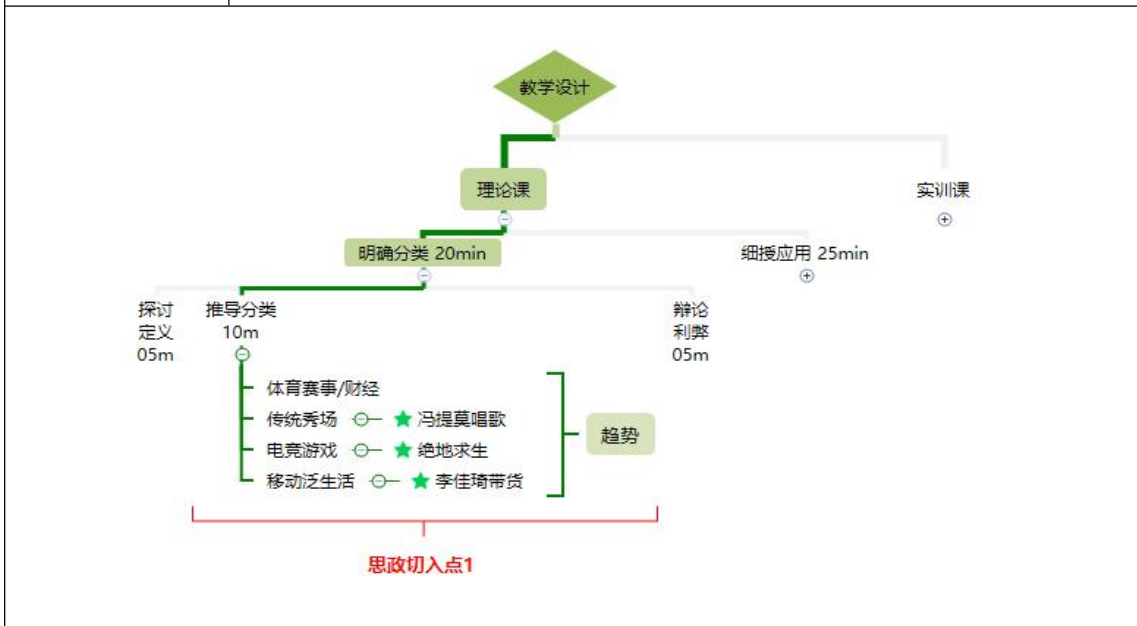 教学设计
理论课
实训课
明确分类 20min
细授应用 25min
探讨
定义
05m
推导分类
10m
辩论
利弊
05m
体育赛事/财经
传统秀场 冯提莫唱歌
电竞游戏 绝地求生
移动泛生活 李佳琦带货
趋势
思政切入点1